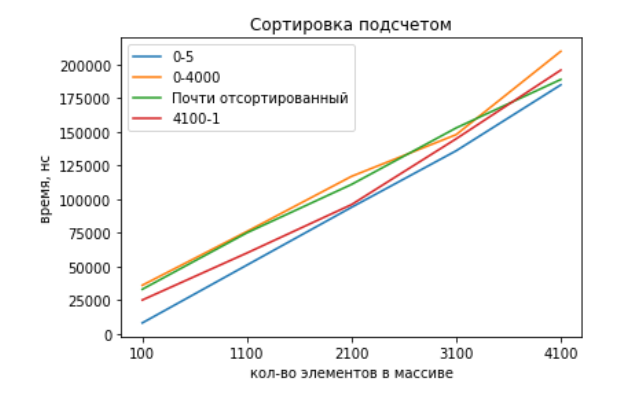 Сортировка подсчетом
0-5
0-4000
Почти отсортированный
4100-1
время, нс
200000
175000
150000
125000
100000
75000
50000
25000
0
100 1100 2100 3100 4100
кол-во элементов в массиве